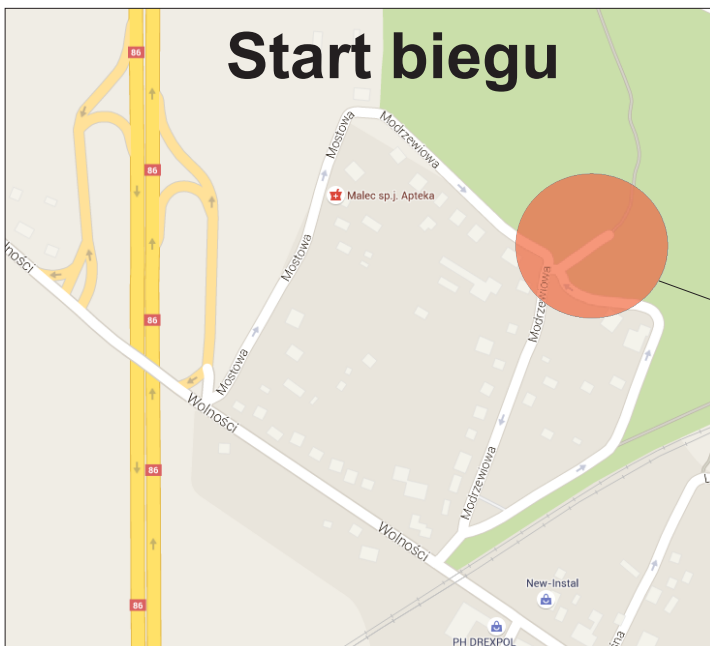 Start biegu
86
86
86
86
86
Mostowa
Modrzewiowa
Malec sp.j. Apteka
Mostowa
Modrzewiowa
Mostowa
Wolności
Modrzewiowa
Wolności
New-Instal
PH DREXPOL